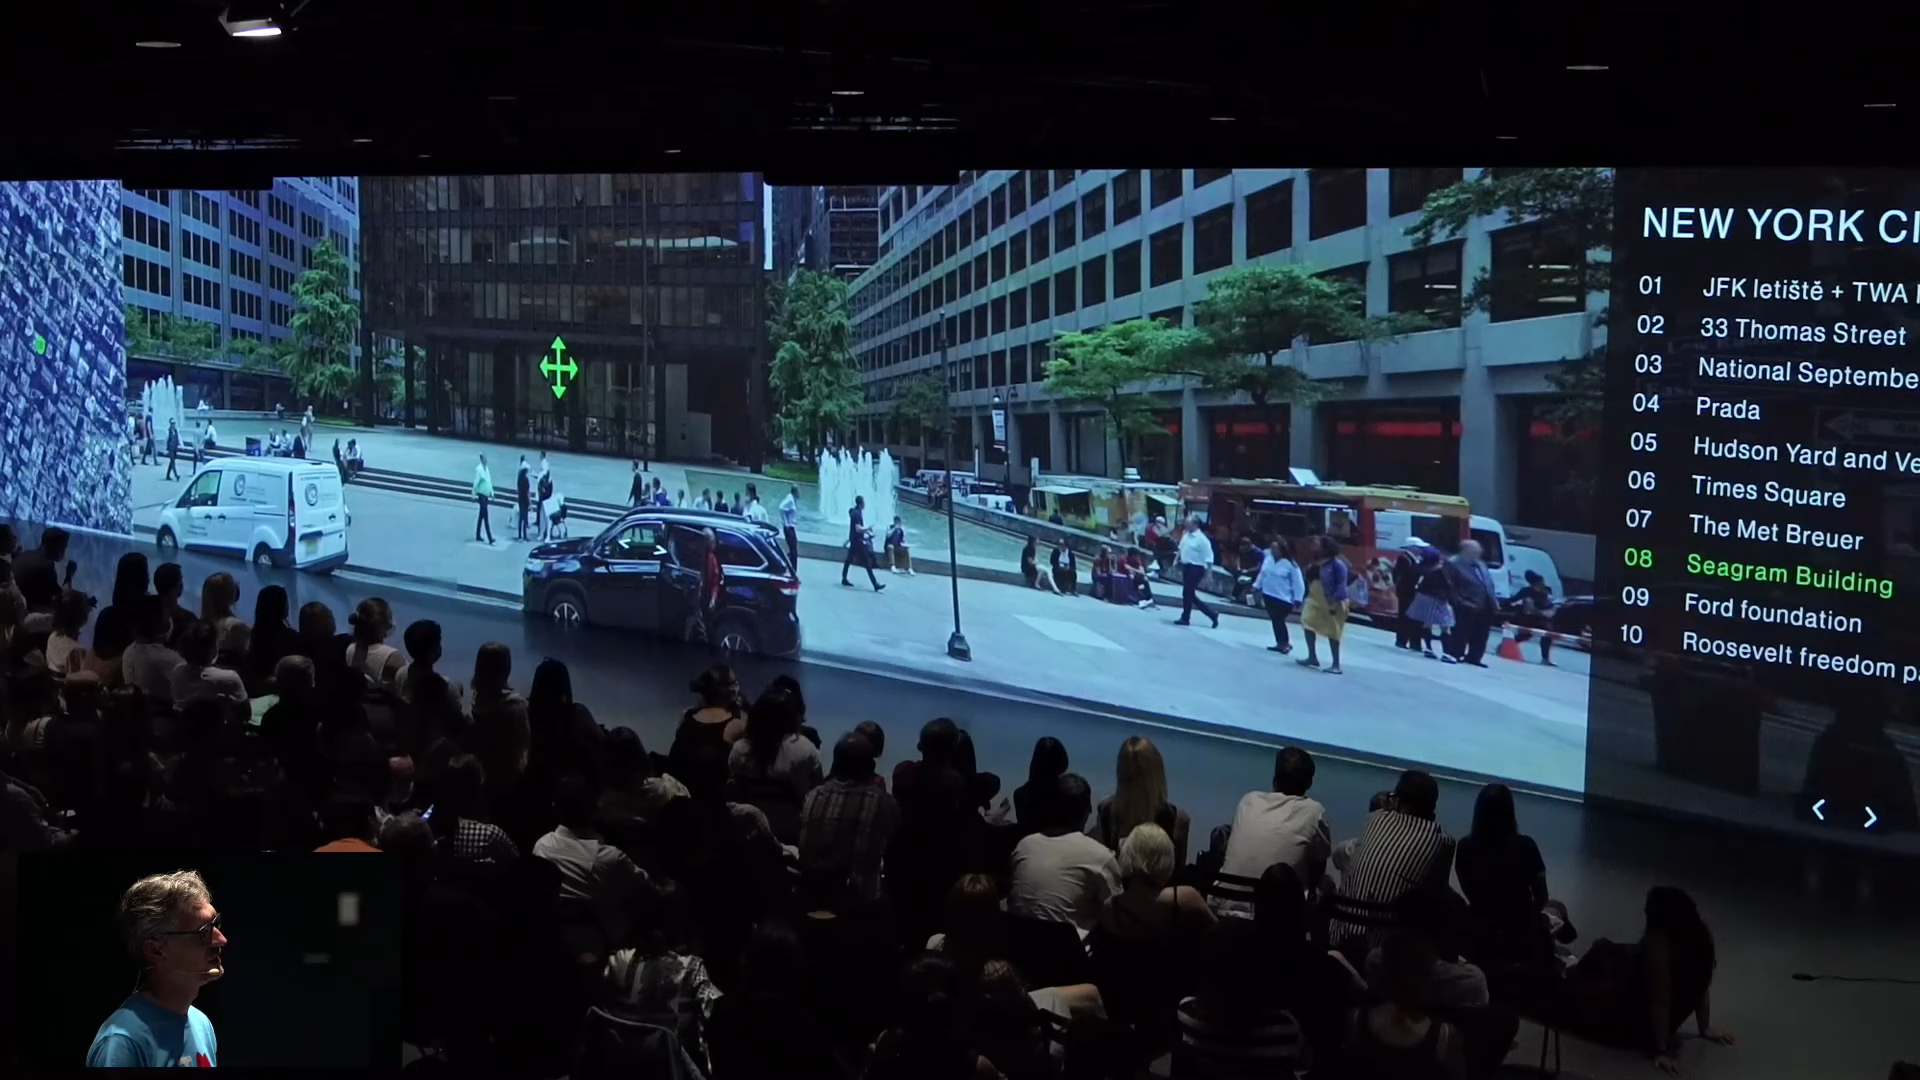 NEW YORK CI
01 JFK letiště + TWA
02 33 Thomas Street
03 National Septembe
04 Prada
05 Hudson Yard and Ve
06 Times Square
07 The Met Breuer
08 Seagram Building
09 Ford foundation
10 Roosevelt freedom p